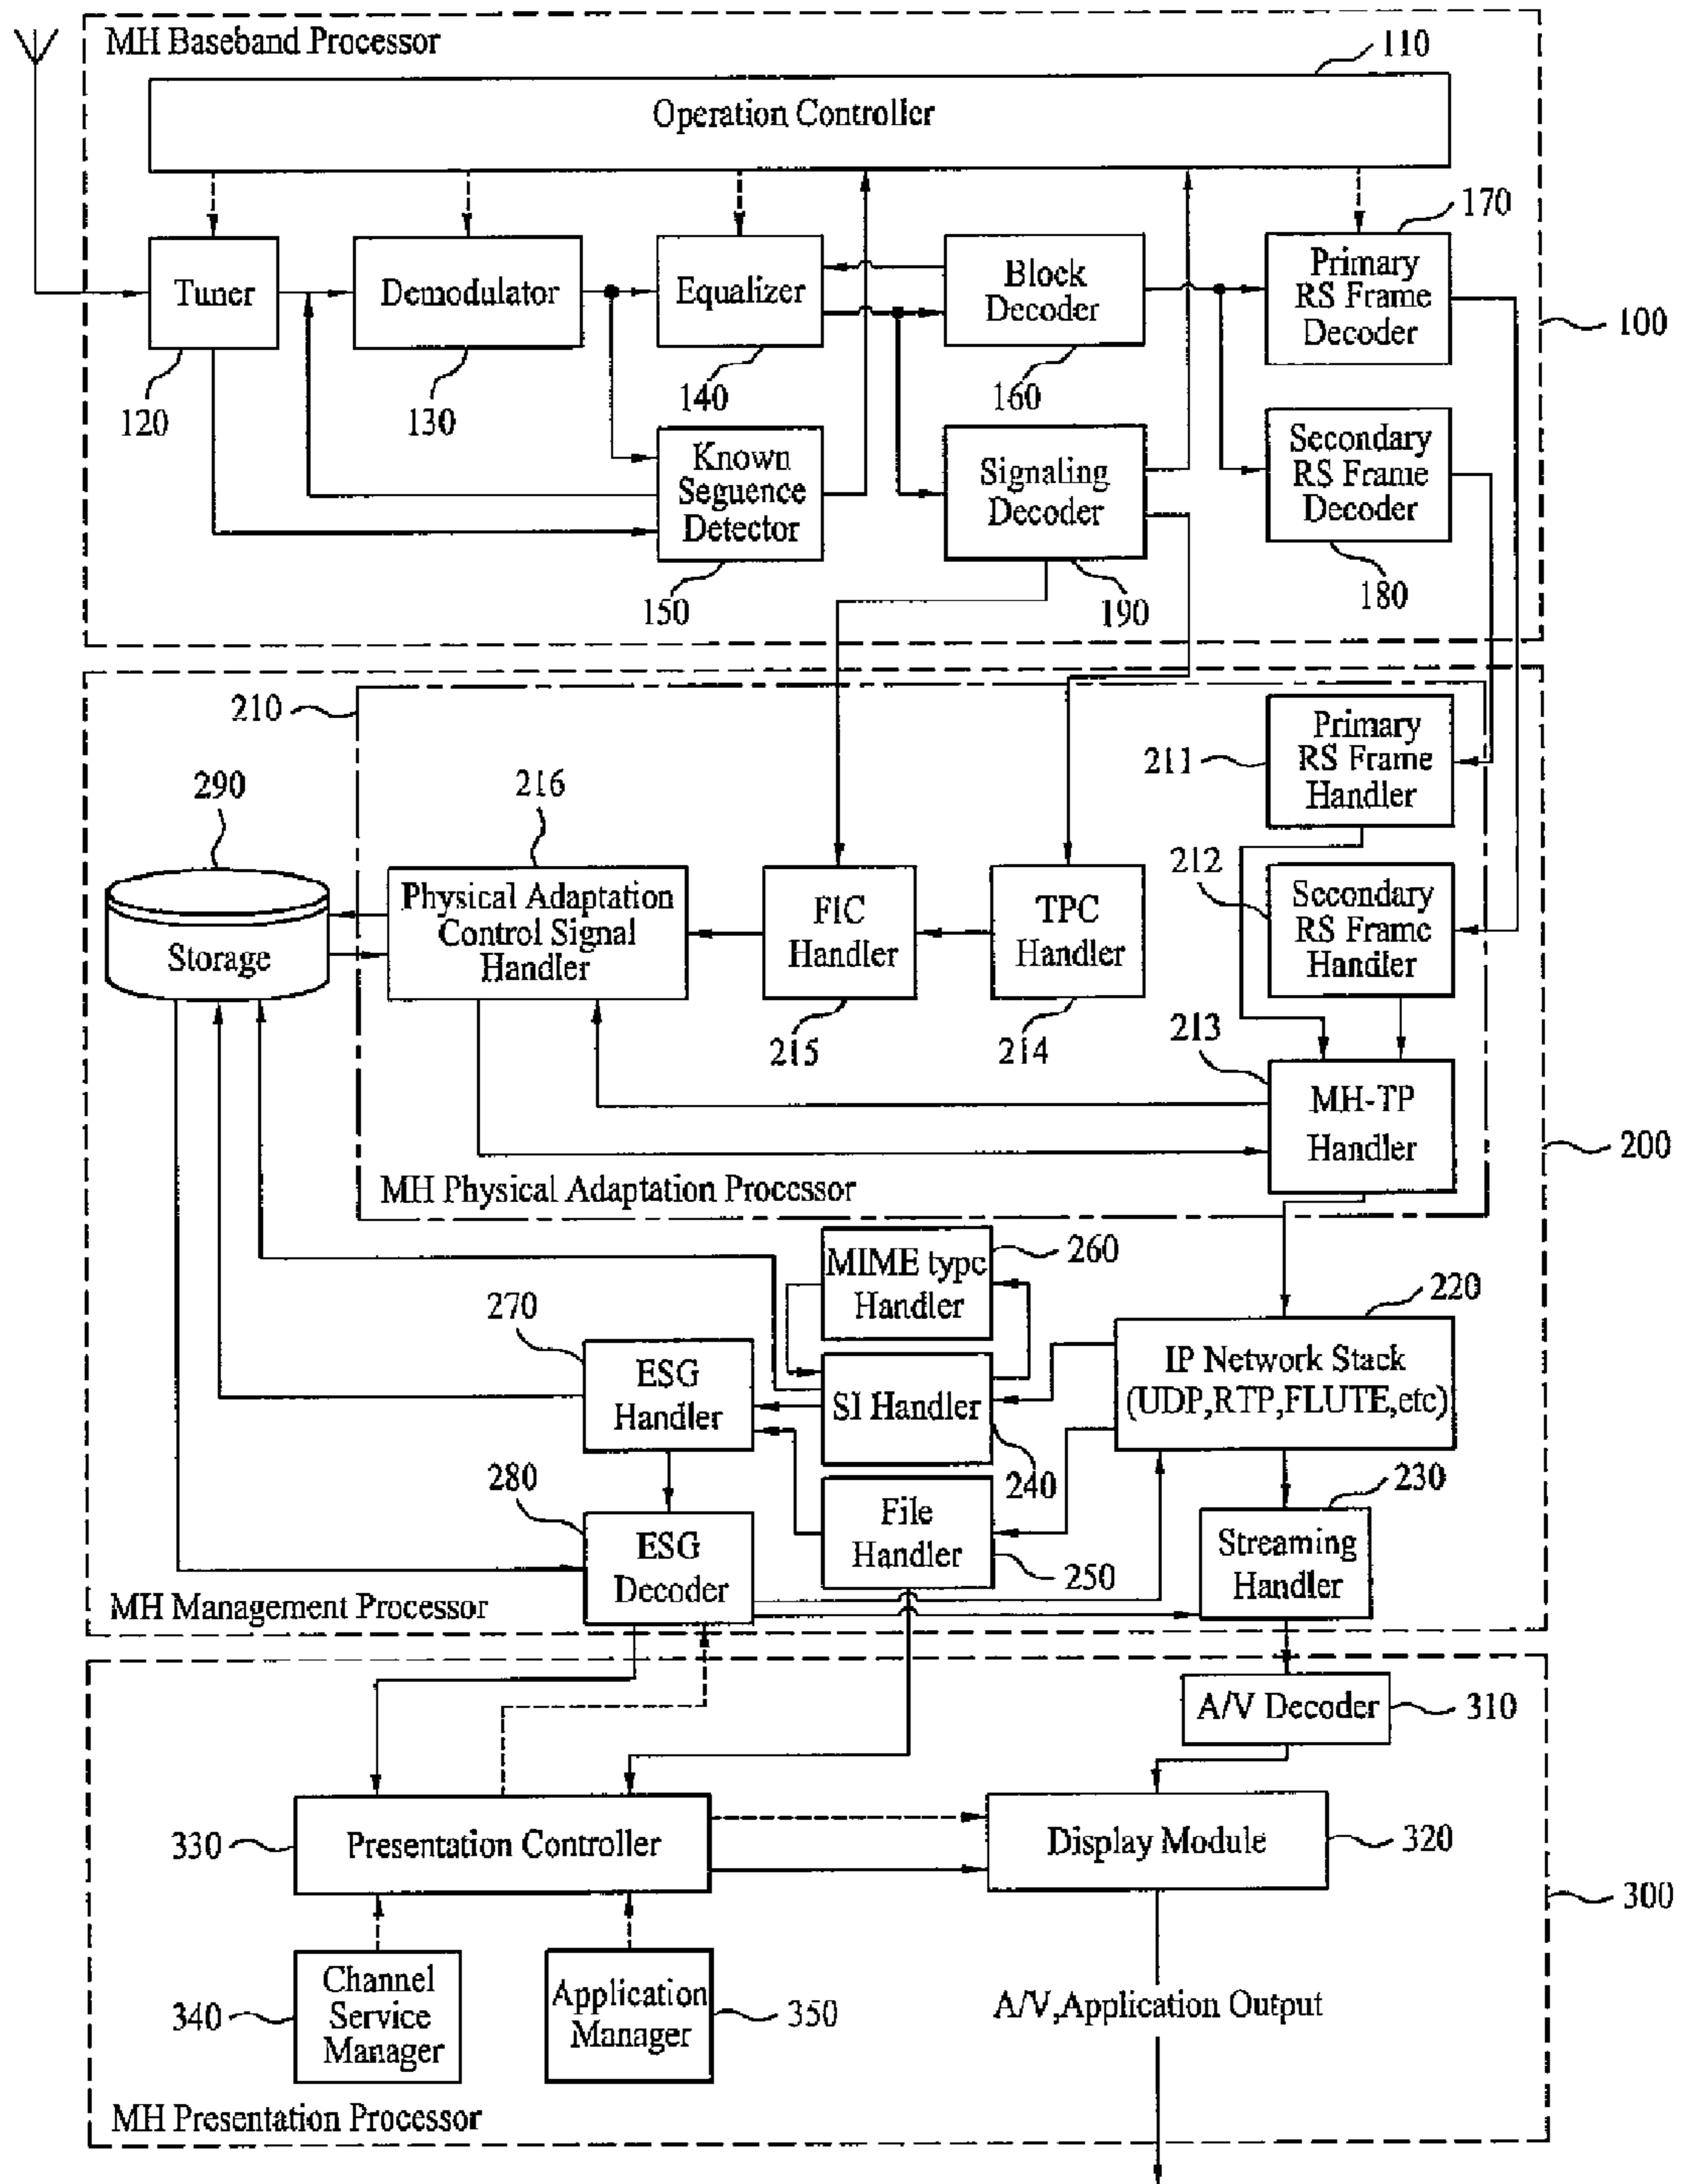 MH Baseband Processor
110
Operation Controller
170
Tuner
Demodulator
Equalizer
Block
Decoder
Primary
RS Frame
Decoder
100
120
130
140
160
Known
Seguence
Detector
Signaling
Decoder
Secondary
RS Frame
Decoder
150
190
180
210
Primary
RS Frame
Handler
211
290
216
212
Storage
Physical Adaptation
Control Signal
Handler
FIC
Handler
TPC
Handler
Secondary
RS Frame
Handler
215
214
213
MH-TP
Handler
200
MH Physical Adaptation Processor
MIME type
Handler
260
270
220
ESG
Handler
SI Handler
IP Network Stack
(UDP,RTP,FLUTE,etc)
280
240
230
ESG
Decoder
File
Handler
250
Streaming
Handler
MH Management Processor
A/V Decoder
310
330
Presentation Controller
Display Module
320
300
340
Channel
Service
Manager
Application
Manager
350
A/V,Application Output
MH Presentation Processor